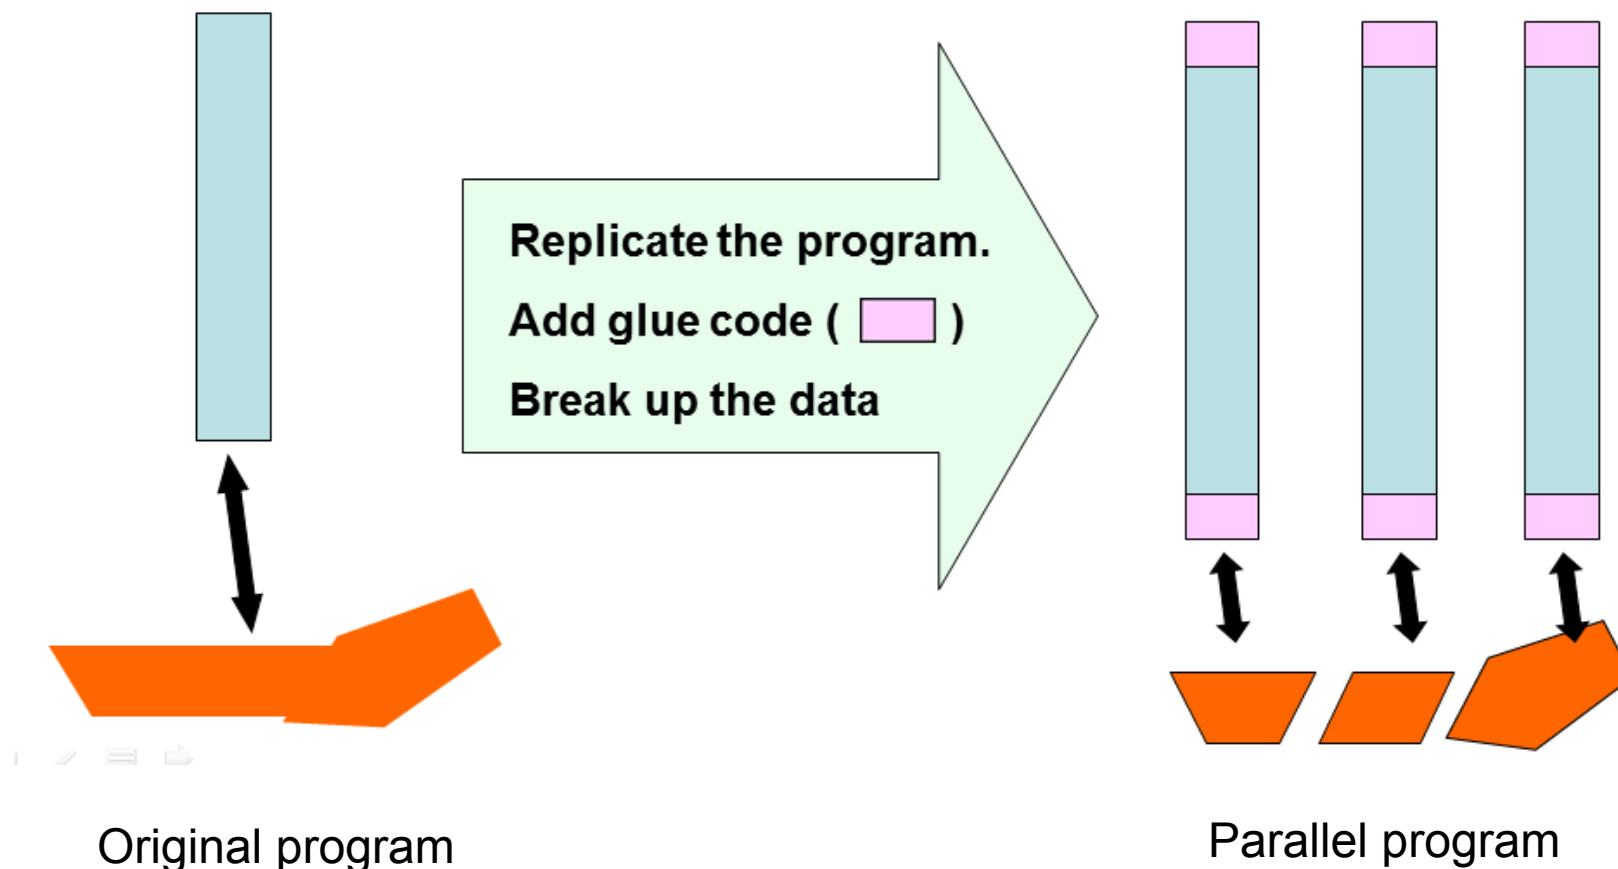 Replicate the program.
Add glue code ( )
Break up the data
Original program
Parallel program